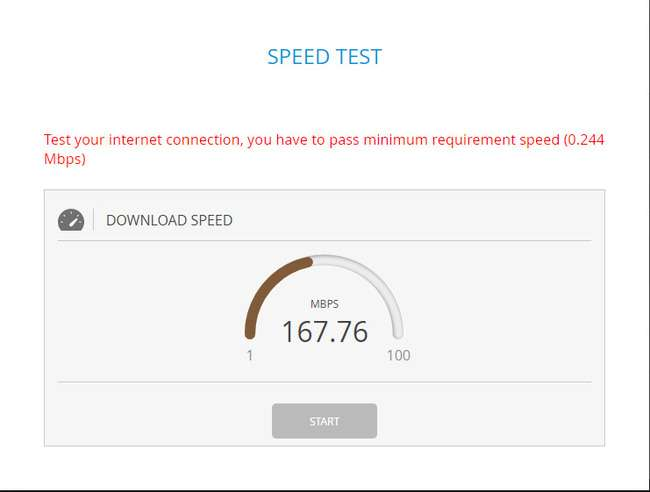 SPEED TEST
Test your internet connection, you have to pass minimum requirement speed (0.244
Mbps)
DOWNLOAD SPEED
MBPS
167.76
1 100
START